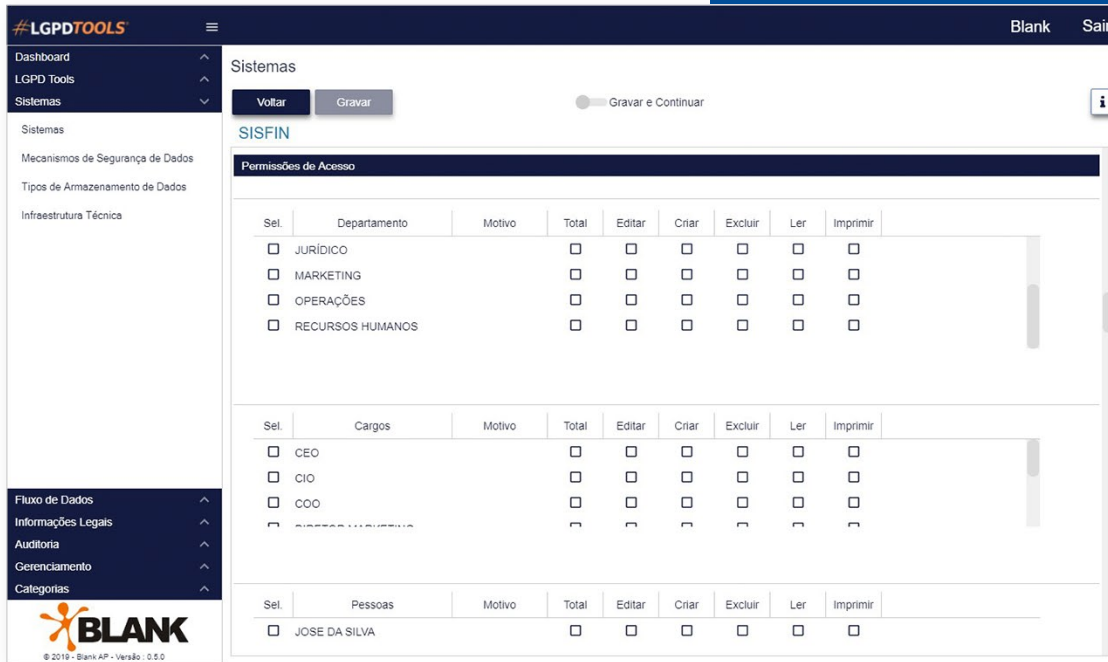 #LGPDTOOLS
Blank Sair
Dashboard
LGPD Tools
Sistemas
Sistemas
Mecanismos de Segurança de Dados
Tipos de Armazenamento de Dados
Infraestrutura Técnica
Fluxo de Dados
Informações Legais
Auditoria
Gerenciamento
Categorias
BLANK
© 2019 - Blank AP - Versão : 0.5.0
Sistemas
Voltar Gravar Gravar e Continuar i
SISFIN
Permissões de Acesso
Sel. Departamento Motivo Total Editar Criar Excluir Ler Imprimir
JURÍDICO
MARKETING
OPERAÇÕES
RECURSOS HUMANOS
Sel. Cargos Motivo Total Editar Criar Excluir Ler Imprimir
CEO
CIO
COO
DIRETOR MARKETING
Sel. Pessoas Motivo Total Editar Criar Excluir Ler Imprimir
JOSE DA SILVA